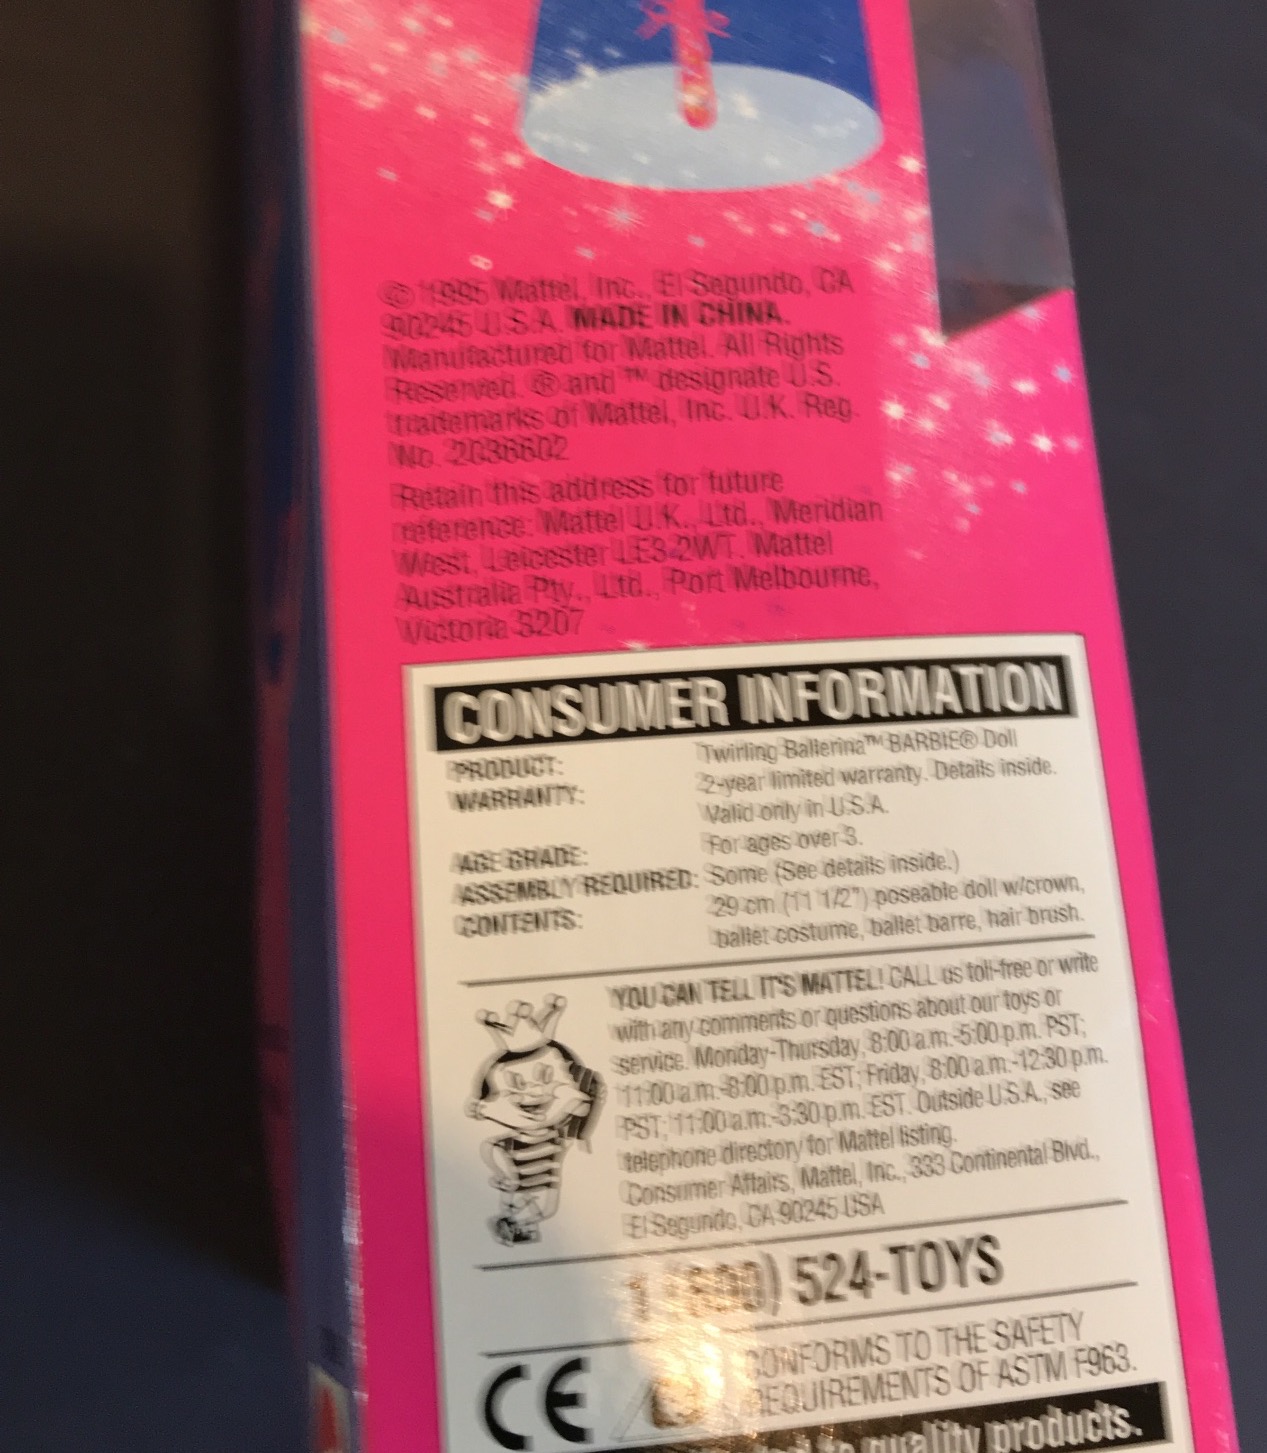 © 1995 Mattel, Inc., El Segundo, CA
90245 U.S.A. MADE IN CHINA.
Manufactured for Mattel. All Rights
Reserved. ® and ™ designate U.S.
trademarks of Mattel, Inc. U.K. Reg.
No. 2036602
Retain this address for future
reference: Mattel U.K., Ltd., Meridian
West, Leicester LE3 2WT. Mattel
Australia Pty., Ltd., Port Melbourne,
Victoria 3207
CONSUMER INFORMATION
PRODUCT: Twirling Ballerina™ BARBIE® Doll
WARRANTY: 2-year limited warranty. Details inside.
Valid only in U.S.A.
AGE GRADE: For ages over 3.
ASSEMBLY REQUIRED: Some (See details inside.)
CONTENTS: 29 cm (11 1/2") poseable doll w/crown,
ballet costume, ballet barre, hair brush.
YOU CAN TELL IT'S MATTEL! CALL us toll-free or write
with any comments or questions about our toys or
service. Monday-Thursday, 8:00 a.m.-5:00 p.m. PST;
11:00 a.m.-8:00 p.m. EST; Friday, 8:00 a.m.-12:30 p.m.
PST; 11:00 a.m.-3:30 p.m. EST. Outside U.S.A., see
telephone directory for Mattel listing.
Consumer Affairs, Mattel, Inc., 333 Continental Blvd.,
El Segundo, CA 90245 USA
1 (800) 524-TOYS
CE
CONFORMS TO THE SAFETY
REQUIREMENTS OF ASTM F963.
to quality products.